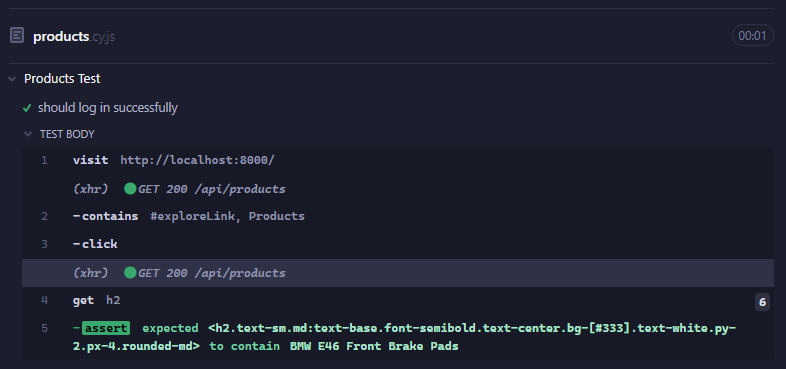 products.cy.js 00:01
Products Test
should log in successfully
TEST BODY
1 visit http://localhost:8000/
(xhr) GET 200 /api/products
2 -contains #exploreLink, Products
3 -click
(xhr) GET 200 /api/products
4 get h2 6
5 -assert expected <h2.text-sm.md:text-base.font-semibold.text-center.bg-[#333].text-white.py-
2.px-4.rounded-md> to contain BMW E46 Front Brake Pads